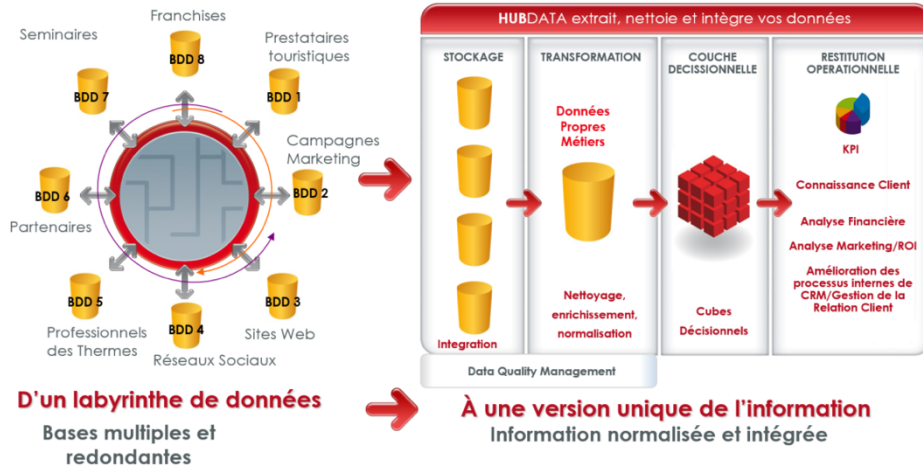 Franchises
Seminaires
Prestataires
touristiques
BDD 8
BDD 7
BDD 1
Campagnes
Marketing
BDD 6
BDD 2
Partenaires
BDD 5
BDD 4
BDD 3
Professionnels
des Thermes
Sites Web
Réseaux Sociaux
D'un labyrinthe de données
Bases multiples et
redondantes
HUBDATA extrait, nettoie et intègre vos données
STOCKAGE
TRANSFORMATION
COUCHE
DECISSIONNELLE
RESTITUTION
OPERATIONNELLE
Données
Propres
Métiers
KPI
Connaissance Client
Analyse Financière
Analyse Marketing/ROI
Amélioration des
processus internes de
CRM/Gestion de la
Relation Client
Nettoyage,
enrichissement,
normalisation
Cubes
Décisionnels
Integration
Data Quality Management
À une version unique de l'information
Information normalisée et intégrée